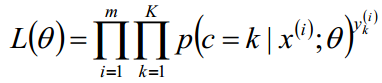 L(θ) = ∏_{i=1}^{m} ∏_{k=1}^{K} p(c = k | x^{(i)}; θ)^{y_k^{(i)}}